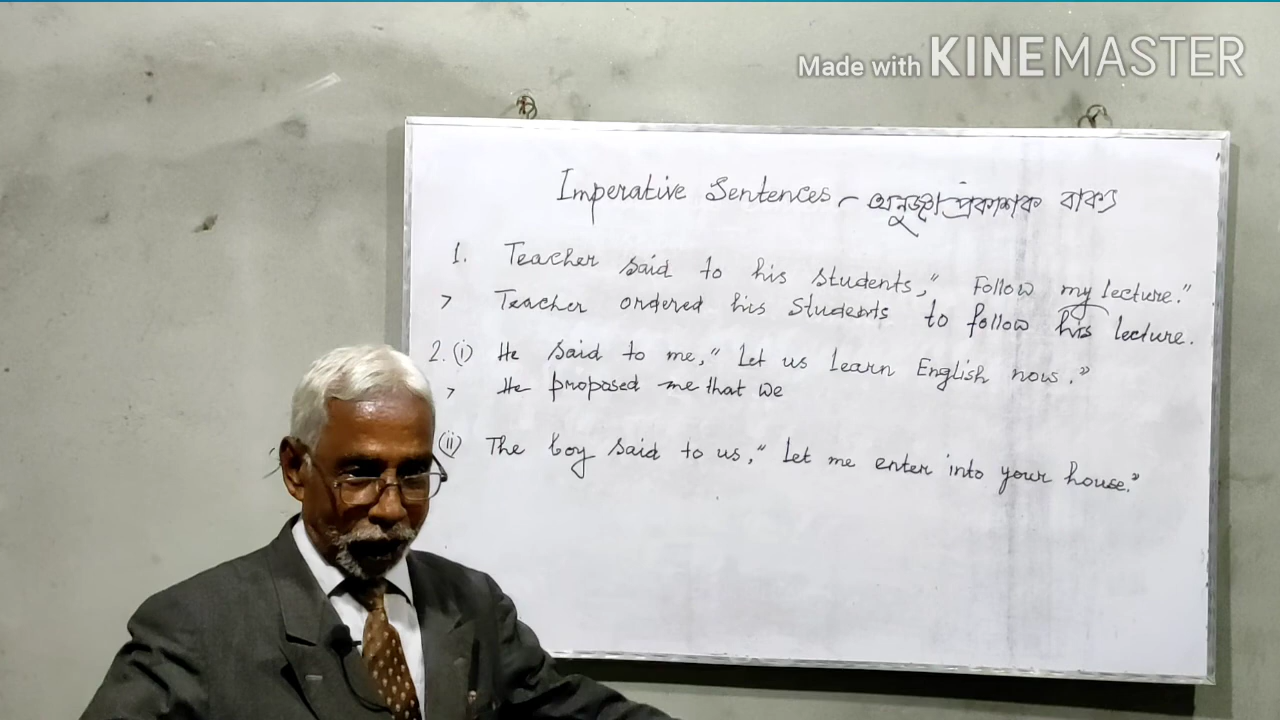 Made with KINEMASTER
Imperative Sentences – অনুজ্ঞা প্রকাশক বাক্য
1. Teacher said to his students," Follow my lecture."
> Teacher ordered his Students to follow his lecture.
2. (i) He said to me, " Let us learn English now."
> He proposed me that we
(ii) The boy said to us, " Let me enter into your house."